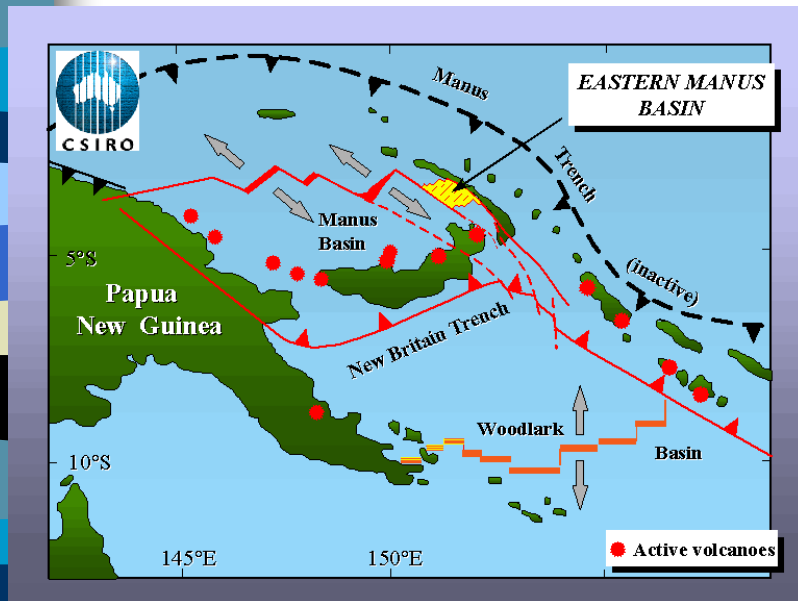 CSIRO
Manus
Trench
(inactive)
EASTERN MANUS
BASIN
Manus
Basin
5°S
Papua
New Guinea
New Britain Trench
Woodlark
Basin
10°S
145°E
150°E
Active volcanoes